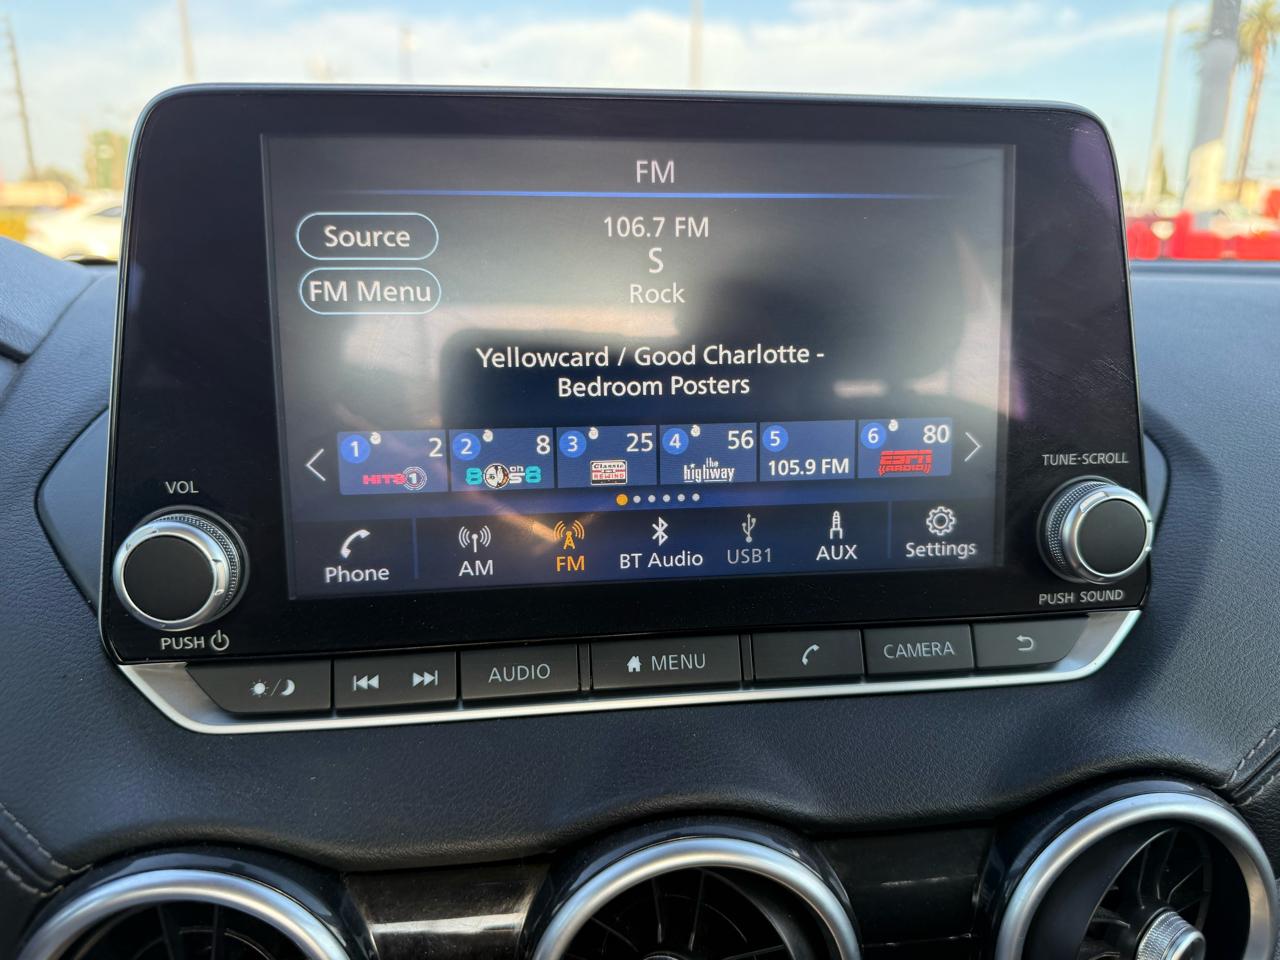 FM
Source
106.7 FM
S
FM Menu
Rock
Yellowcard / Good Charlotte -
Bedroom Posters
1 2 2 8 3 25 4 56 5 6 80
HITS 1
80s on 8
Classic REWIND
the highway
105.9 FM
ESPN RADIO
Phone
AM
FM
BT Audio
USB1
AUX
Settings
VOL
PUSH
TUNE·SCROLL
PUSH SOUND
AUDIO
MENU
CAMERA